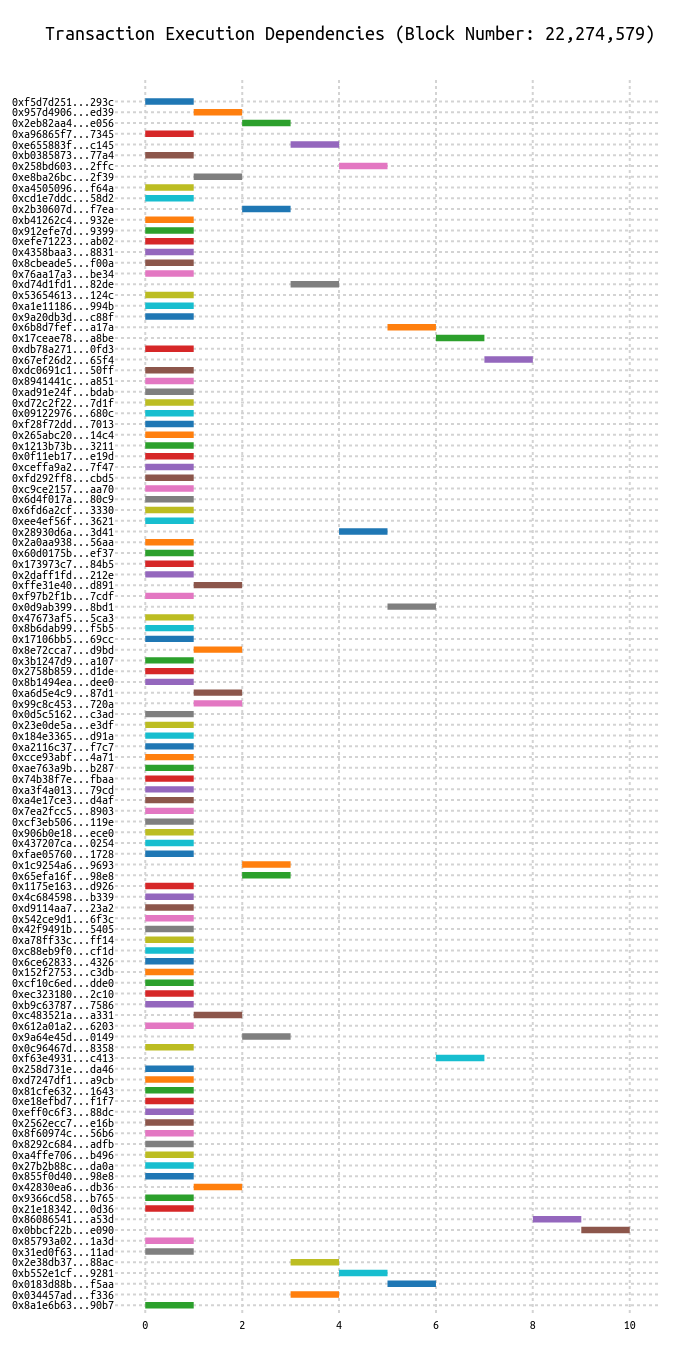 Transaction Execution Dependencies (Block Number: 22,274,579)
0xf5d7d251...293c
0x957d4906...ed39
0x2eb82aa4...e056
0xa96865f7...7345
0xe655883f...c145
0xb0385873...77a4
0x258bd603...2ffc
0xe8ba26bc...2f39
0xa4505096...f64a
0xcd1e7ddc...58d2
0x2b30607d...f7ea
0xb41262c4...932e
0x912efe7d...9399
0xefe71223...ab02
0x4358baa3...8831
0x8cbeade5...f00a
0x76aa17a3...be34
0xd74d1fd1...82de
0x53654613...124c
0xa1e11186...994b
0x9a20db3d...c88f
0x6b8d7fef...a17a
0x17ceae78...a8be
0xdb78a271...0fd3
0x67ef26d2...65f4
0xdc0691c1...50ff
0x8941441c...a851
0xad91e24f...bdab
0xd72c2f22...7d1f
0x09122976...680c
0xf28f72dd...7013
0x265abc20...14c4
0x1213b73b...3211
0x0f11eb17...e19d
0xceffa9a2...7f47
0xfd292ff8...cbd5
0xc9ce2157...aa70
0x6d4f017a...80c9
0x6fd6a2cf...3330
0xee4ef56f...3621
0x28930d6a...3d41
0x2a0aa938...56aa
0x60d0175b...ef37
0x173973c7...84b5
0x2daff1fd...212e
0xffe31e40...d891
0xf97b2f1b...7cdf
0x0d9ab399...8bd1
0x47673af5...5ca3
0x8b6dab99...f5b5
0x17106bb5...69cc
0x8e72cca7...d9bd
0x3b1247d9...a107
0x2758b859...d1de
0x8b1494ea...dee0
0xa6d5e4c9...87d1
0x99c8c453...720a
0x0d5c5162...c3ad
0x23e0de5a...e3df
0x184e3365...d91a
0xa2116c37...f7c7
0xcce93abf...4a71
0xae763a9b...b287
0x74b38f7e...fbaa
0xa3f4a013...79cd
0xa4e17ce3...d4af
0x7ea2fcc5...8903
0xcf3eb506...119e
0x906b0e18...ece0
0x437207ca...0254
0xfae05760...1728
0x1c9254a6...9693
0x65efa16f...98e8
0x1175e163...d926
0x4c684598...b339
0xd9114aa7...23a2
0x542ce9d1...6f3c
0x42f9491b...5405
0xa78ff33c...ff14
0xc88eb9f0...cf1d
0x6ce62833...4326
0x152f2753...c3db
0xcf10c6ed...dde0
0xec323180...2c10
0xb9c63787...7586
0xc483521a...a331
0x612a01a2...6203
0x9a64e45d...0149
0x0c96467d...8358
0xf63e4931...c413
0x258d731e...da46
0xd7247df1...a9cb
0x81cfe632...1643
0xe18efbd7...f1f7
0xeff0c6f3...88dc
0x2562ecc7...e16b
0x8f60974c...56b6
0x8292c684...adfb
0xa4ffe706...b496
0x27b2b88c...da0a
0x855f0d40...98e8
0x42830ea6...db36
0x9366cd58...b765
0x21e18342...0d36
0x86086541...a53d
0x0bbcf22b...e090
0x85793a02...1a3d
0x31ed0f63...11ad
0x2e38db37...88ac
0xb552e1cf...9281
0x0183d88b...f5aa
0x034457ad...f336
0x8a1e6b63...90b7
0 2 4 6 8 10